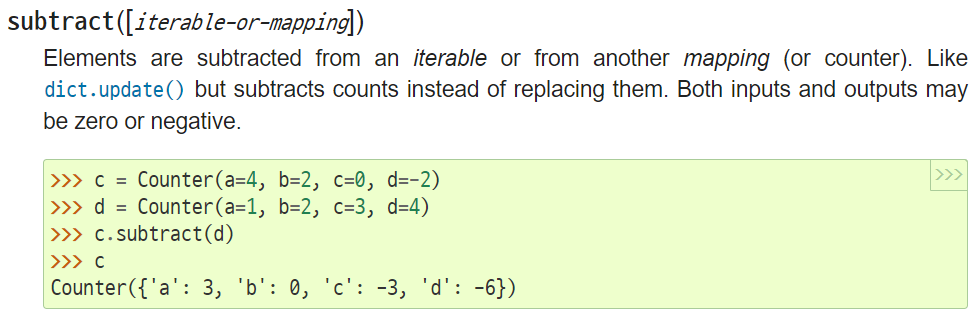 subtract([iterable-or-mapping])
Elements are subtracted from an iterable or from another mapping (or counter). Like
dict.update() but subtracts counts instead of replacing them. Both inputs and outputs may
be zero or negative.
>>> c = Counter(a=4, b=2, c=0, d=-2)
>>>
>>> d = Counter(a=1, b=2, c=3, d=4)
>>> c.subtract(d)
>>> c
Counter({'a': 3, 'b': 0, 'c': -3, 'd': -6})